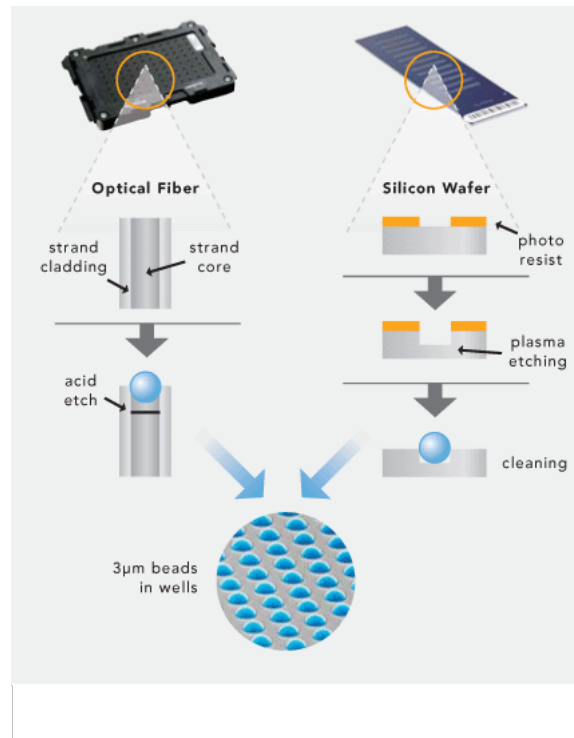 Optical Fiber
strand
cladding
strand
core
acid
etch
Silicon Wafer
photo
resist
plasma
etching
cleaning
3µm beads
in wells